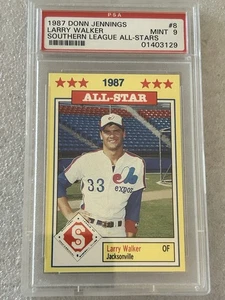 PSA
1987 DONN JENNINGS #8
LARRY WALKER MINT 9
SOUTHERN LEAGUE ALL-STARS 01403129
1987
ALL-STAR
33 expos
S
Larry Walker OF
Jacksonville